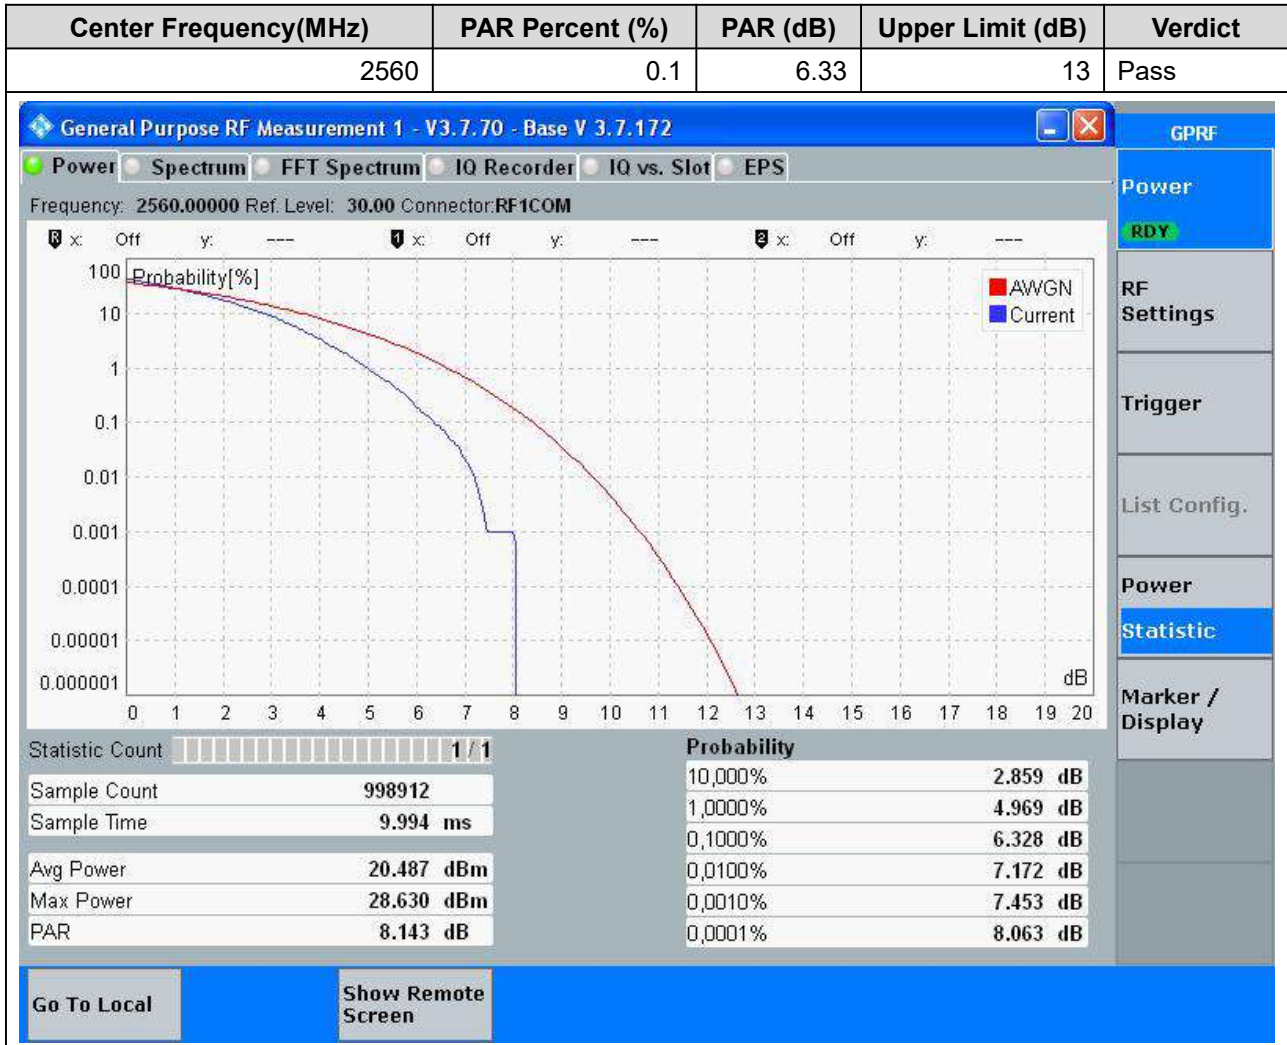 Center Frequency(MHz) PAR Percent (%) PAR (dB) Upper Limit (dB) Verdict
2560 0.1 6.33 13 Pass
General Purpose RF Measurement 1 - V3.7.70 - Base V 3.7.172
GPRF
Power Spectrum FFT Spectrum IQ Recorder IQ vs. Slot EPS
Frequency: 2560.00000 Ref. Level: 30.00 Connector:RF1COM
R x: Off y: --- 1 x: Off y: --- 2 x: Off y: ---
Probability[%]
AWGN
Current
100
10
1
0.1
0.01
0.001
0.0001
0.00001
0.000001
dB
0 1 2 3 4 5 6 7 8 9 10 11 12 13 14 15 16 17 18 19 20
Statistic Count 1 / 1
Sample Count 998912
Sample Time 9.994 ms
Avg Power 20.487 dBm
Max Power 28.630 dBm
PAR 8.143 dB
Probability
10,000% 2.859 dB
1,0000% 4.969 dB
0,1000% 6.328 dB
0,0100% 7.172 dB
0,0010% 7.453 dB
0,0001% 8.063 dB
Power
RDY
RF
Settings
Trigger
List Config.
Power
Statistic
Marker /
Display
Go To Local
Show Remote
Screen